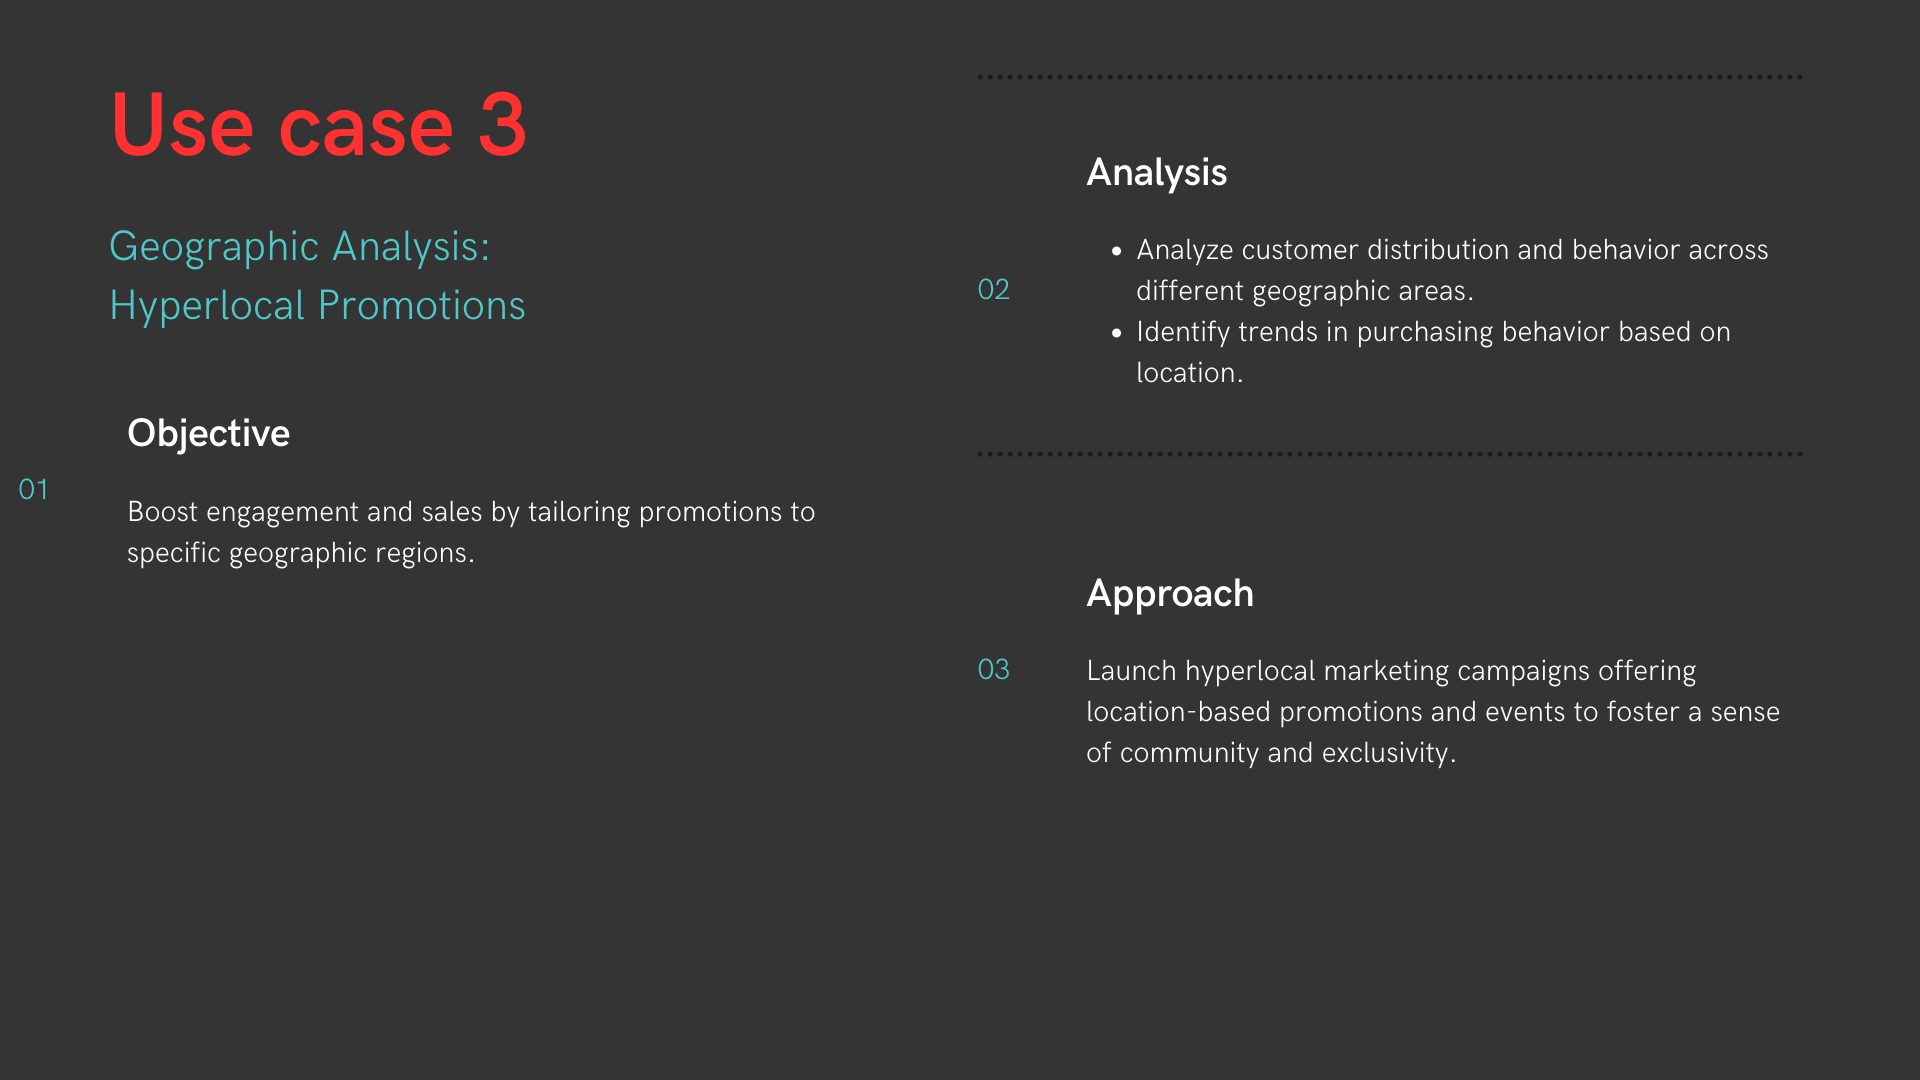 Use case 3
Geographic Analysis:
Hyperlocal Promotions
Objective
01
Boost engagement and sales by tailoring promotions to
specific geographic regions.
Analysis
02
• Analyze customer distribution and behavior across
different geographic areas.
• Identify trends in purchasing behavior based on
location.
Approach
03
Launch hyperlocal marketing campaigns offering
location-based promotions and events to foster a sense
of community and exclusivity.